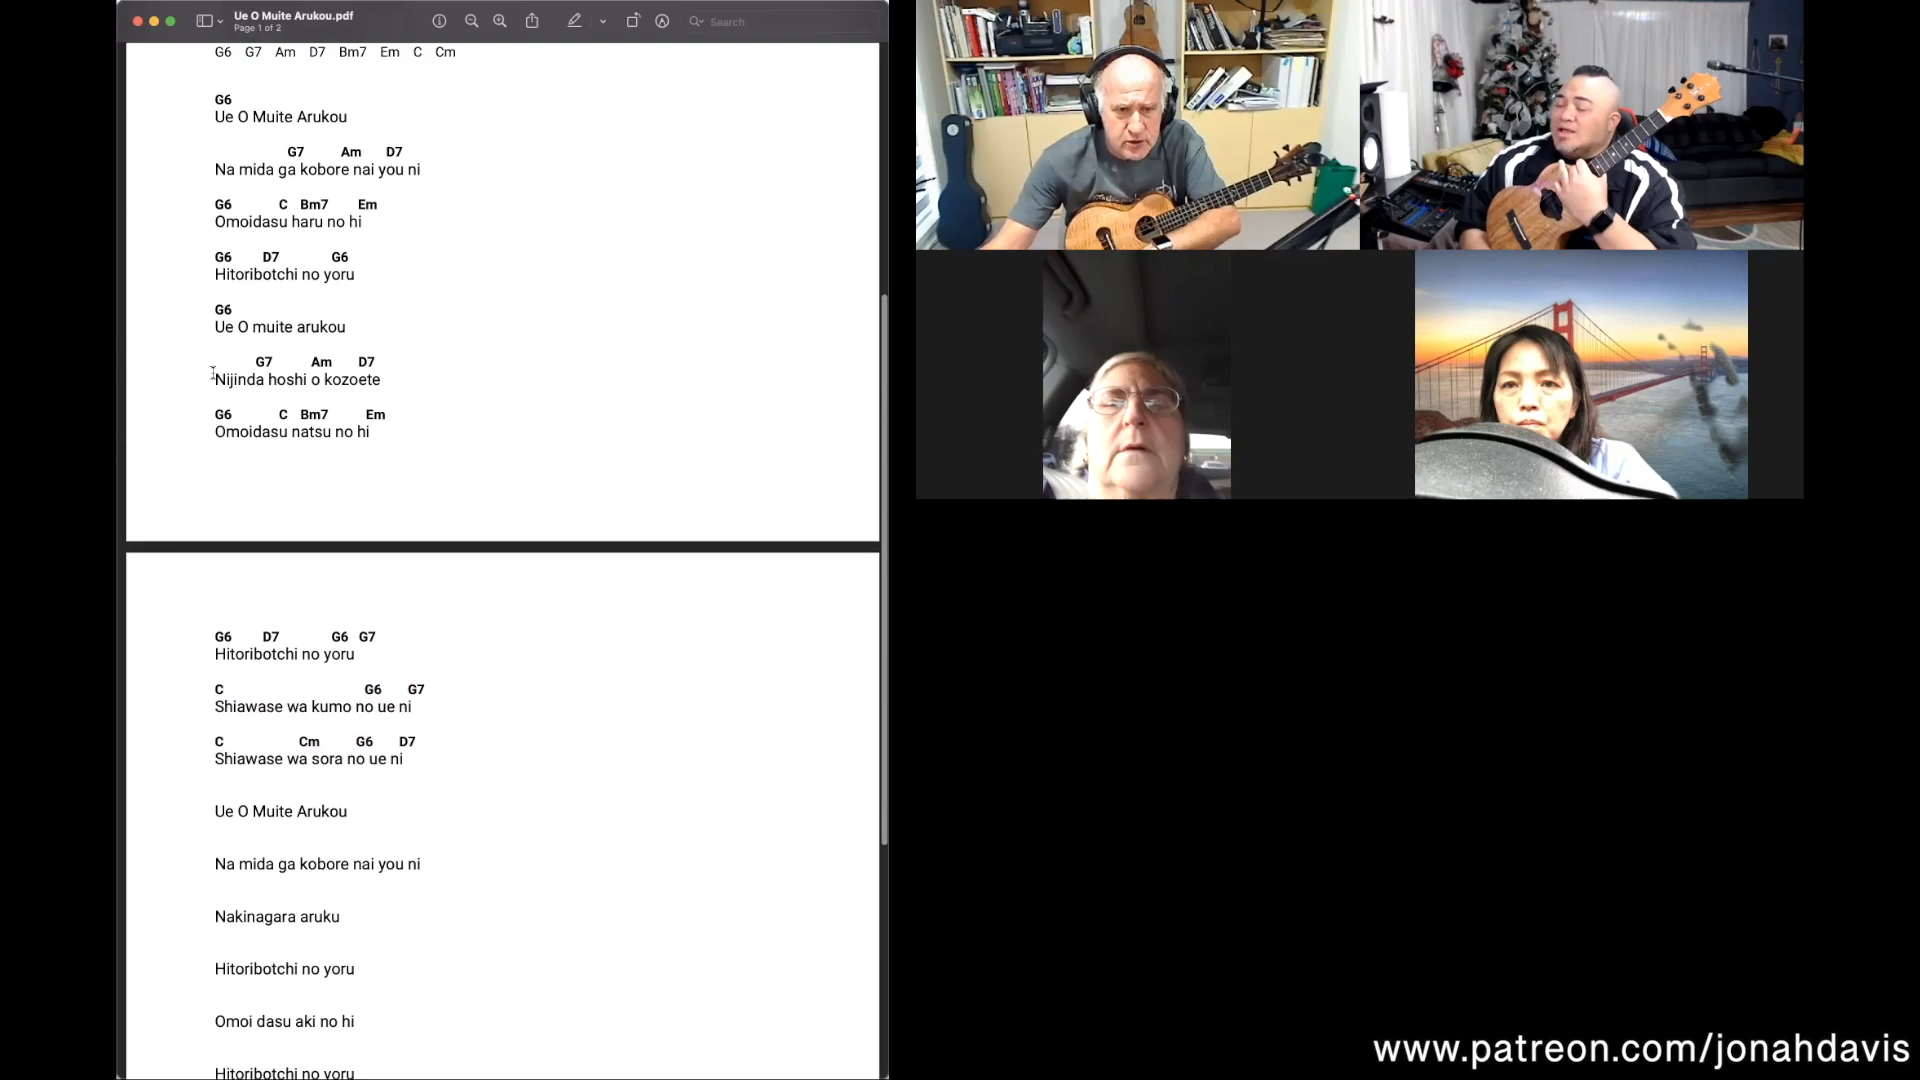 Ue O Muite Arukou.pdf
Page 1 of 2
Search
G6 G7 Am D7 Bm7 Em C Cm
G6
Ue O Muite Arukou
G7 Am D7
Na mida ga kobore nai you ni
G6 C Bm7 Em
Omoidasu haru no hi
G6 D7 G6
Hitoribotchi no yoru
G6
Ue O muite arukou
G7 Am D7
Nijinda hoshi o kozoete
G6 C Bm7 Em
Omoidasu natsu no hi
G6 D7 G6 G7
Hitoribotchi no yoru
C G6 G7
Shiawase wa kumo no ue ni
C Cm G6 D7
Shiawase wa sora no ue ni
Ue O Muite Arukou
Na mida ga kobore nai you ni
Nakinagara aruku
Hitoribotchi no yoru
Omoi dasu aki no hi
Hitoribotchi no yoru
www.patreon.com/jonahdavis